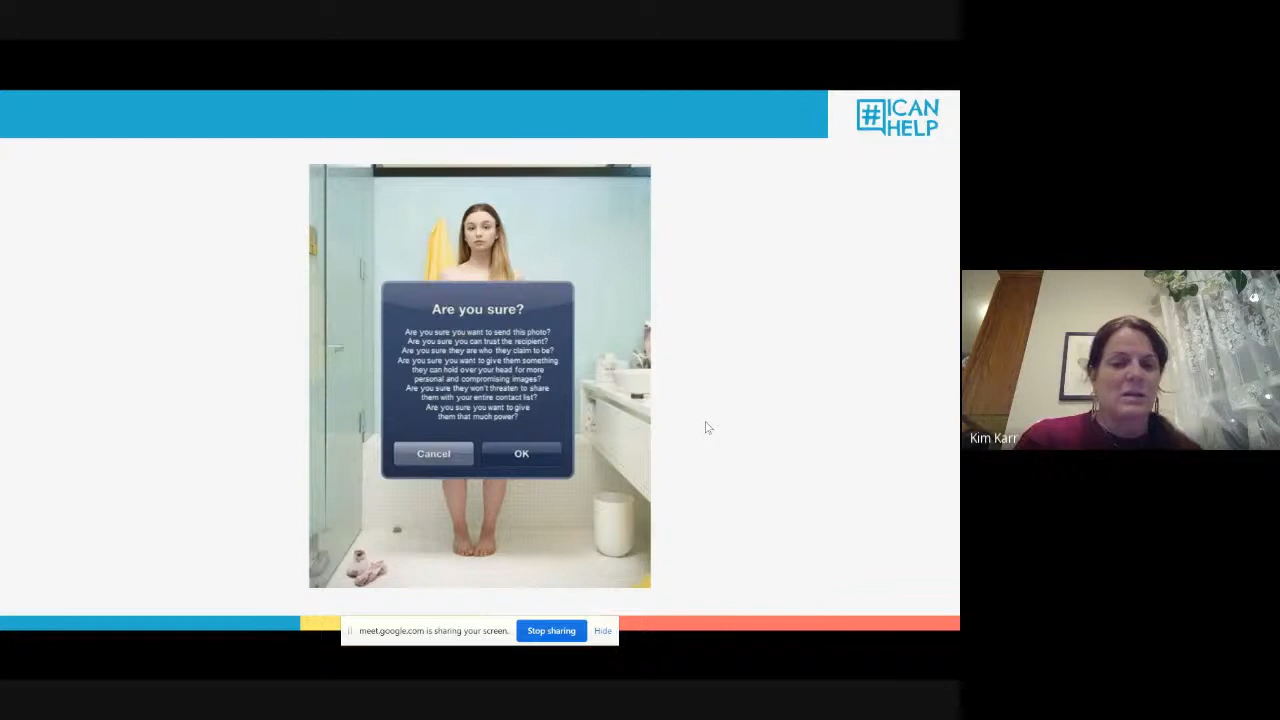 #ICAN
HELP
Are you sure?
Are you sure you want to send this photo?
Are you sure you can trust the recipient?
Are you sure they are who they claim to be?
Are you sure you want to give them something
they can hold over your head for more
personal and compromising images?
Are you sure they won't threaten to share
them with your entire contact list?
Are you sure you want to give
them that much power?
Cancel OK
Kim Karr
meet.google.com is sharing your screen. Stop sharing Hide